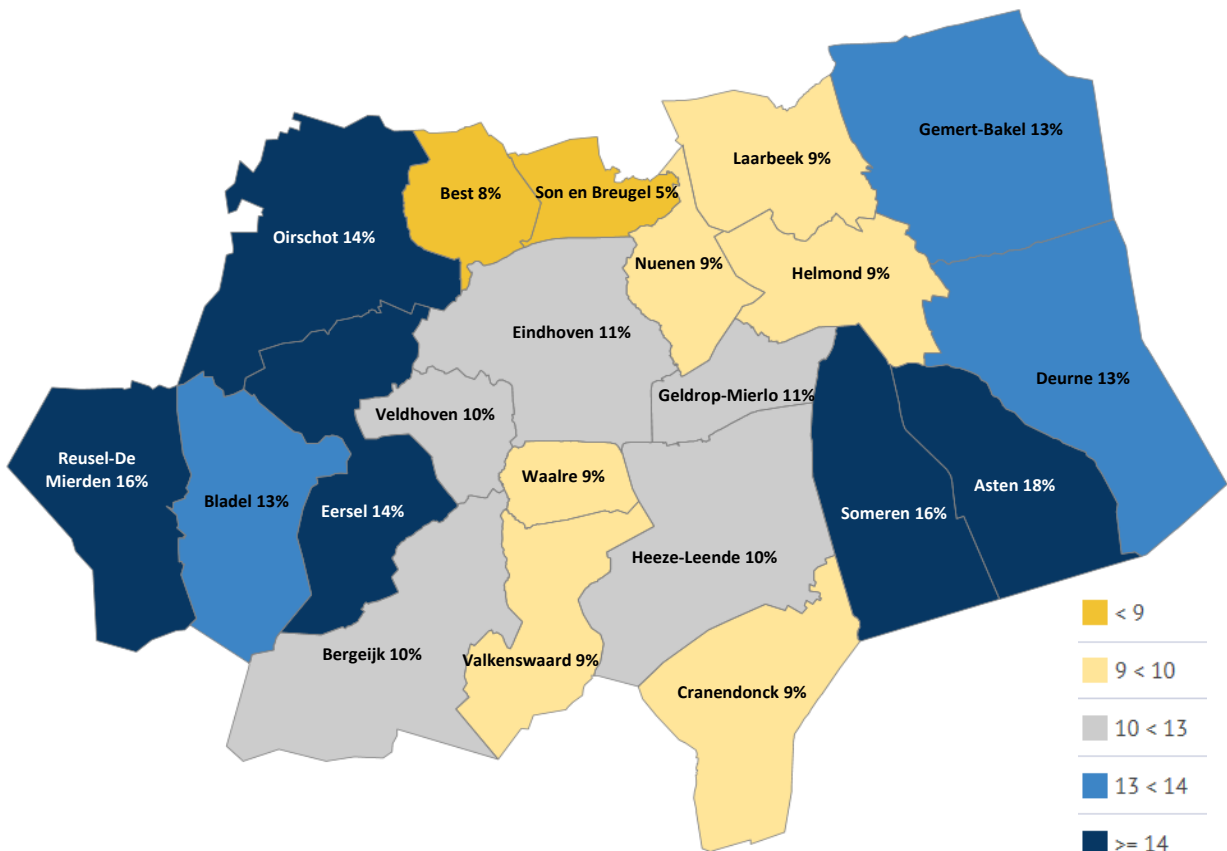 Gemert-Bakel 13%
Laarbeek 9%
Best 8%
Son en Breugel 5%
Oirschot 14%
Nuenen 9%
Helmond 9%
Eindhoven 11%
Deurne 13%
Geldrop-Mierlo 11%
Veldhoven 10%
Reusel-De
Mierden 16%
Waalre 9%
Asten 18%
Bladel 13%
Eersel 14%
Someren 16%
Heeze-Leende 10%
Bergeijk 10%
Valkenswaard 9%
Cranendonck 9%
< 9
9 < 10
10 < 13
13 < 14
>= 14